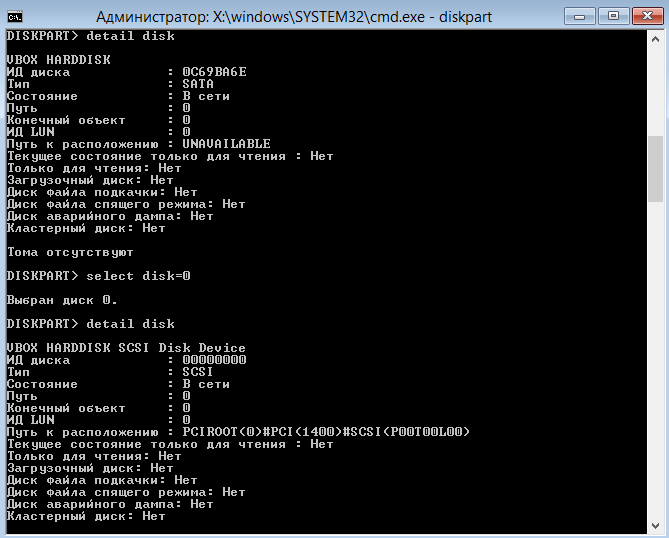 Администратор: X:\windows\SYSTEM32\cmd.exe - diskpart
DISKPART> detail disk
VBOX HARDDISK
ИД диска : 0C69BA6E
Тип : SATA
Состояние : В сети
Путь : 0
Конечный объект : 0
ИД LUN : 0
Путь к расположению : UNAVAILABLE
Текущее состояние только для чтения : Нет
Только для чтения: Нет
Загрузочный диск: Нет
Диск файла подкачки: Нет
Диск файла спящего режима: Нет
Диск аварийного дампа: Нет
Кластерный диск: Нет
Тома отсутствуют
DISKPART> select disk=0
Выбран диск 0.
DISKPART> detail disk
VBOX HARDDISK SCSI Disk Device
ИД диска : 00000000
Тип : SCSI
Состояние : В сети
Путь : 0
Конечный объект : 0
ИД LUN : 0
Путь к расположению : PCIROOT(0)#PCI(1400)#SCSI(P00T00L00)
Текущее состояние только для чтения : Нет
Только для чтения: Нет
Загрузочный диск: Нет
Диск файла подкачки: Нет
Диск файла спящего режима: Нет
Диск аварийного дампа: Нет
Кластерный диск: Нет